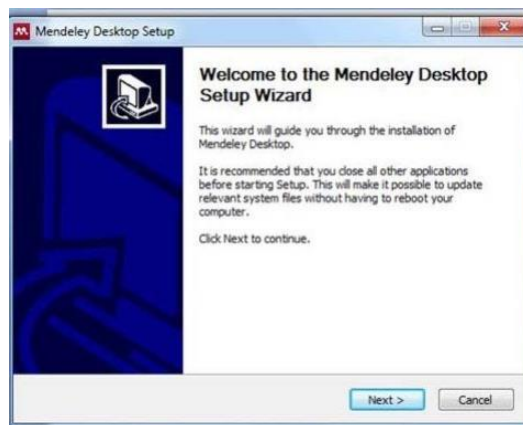 Mendeley Desktop Setup
Welcome to the Mendeley Desktop
Setup Wizard
This wizard will guide you through the installation of
Mendeley Desktop.
It is recommended that you close all other applications
before starting Setup. This will make it possible to update
relevant system files without having to reboot your
computer.
Click Next to continue.
Next >
Cancel